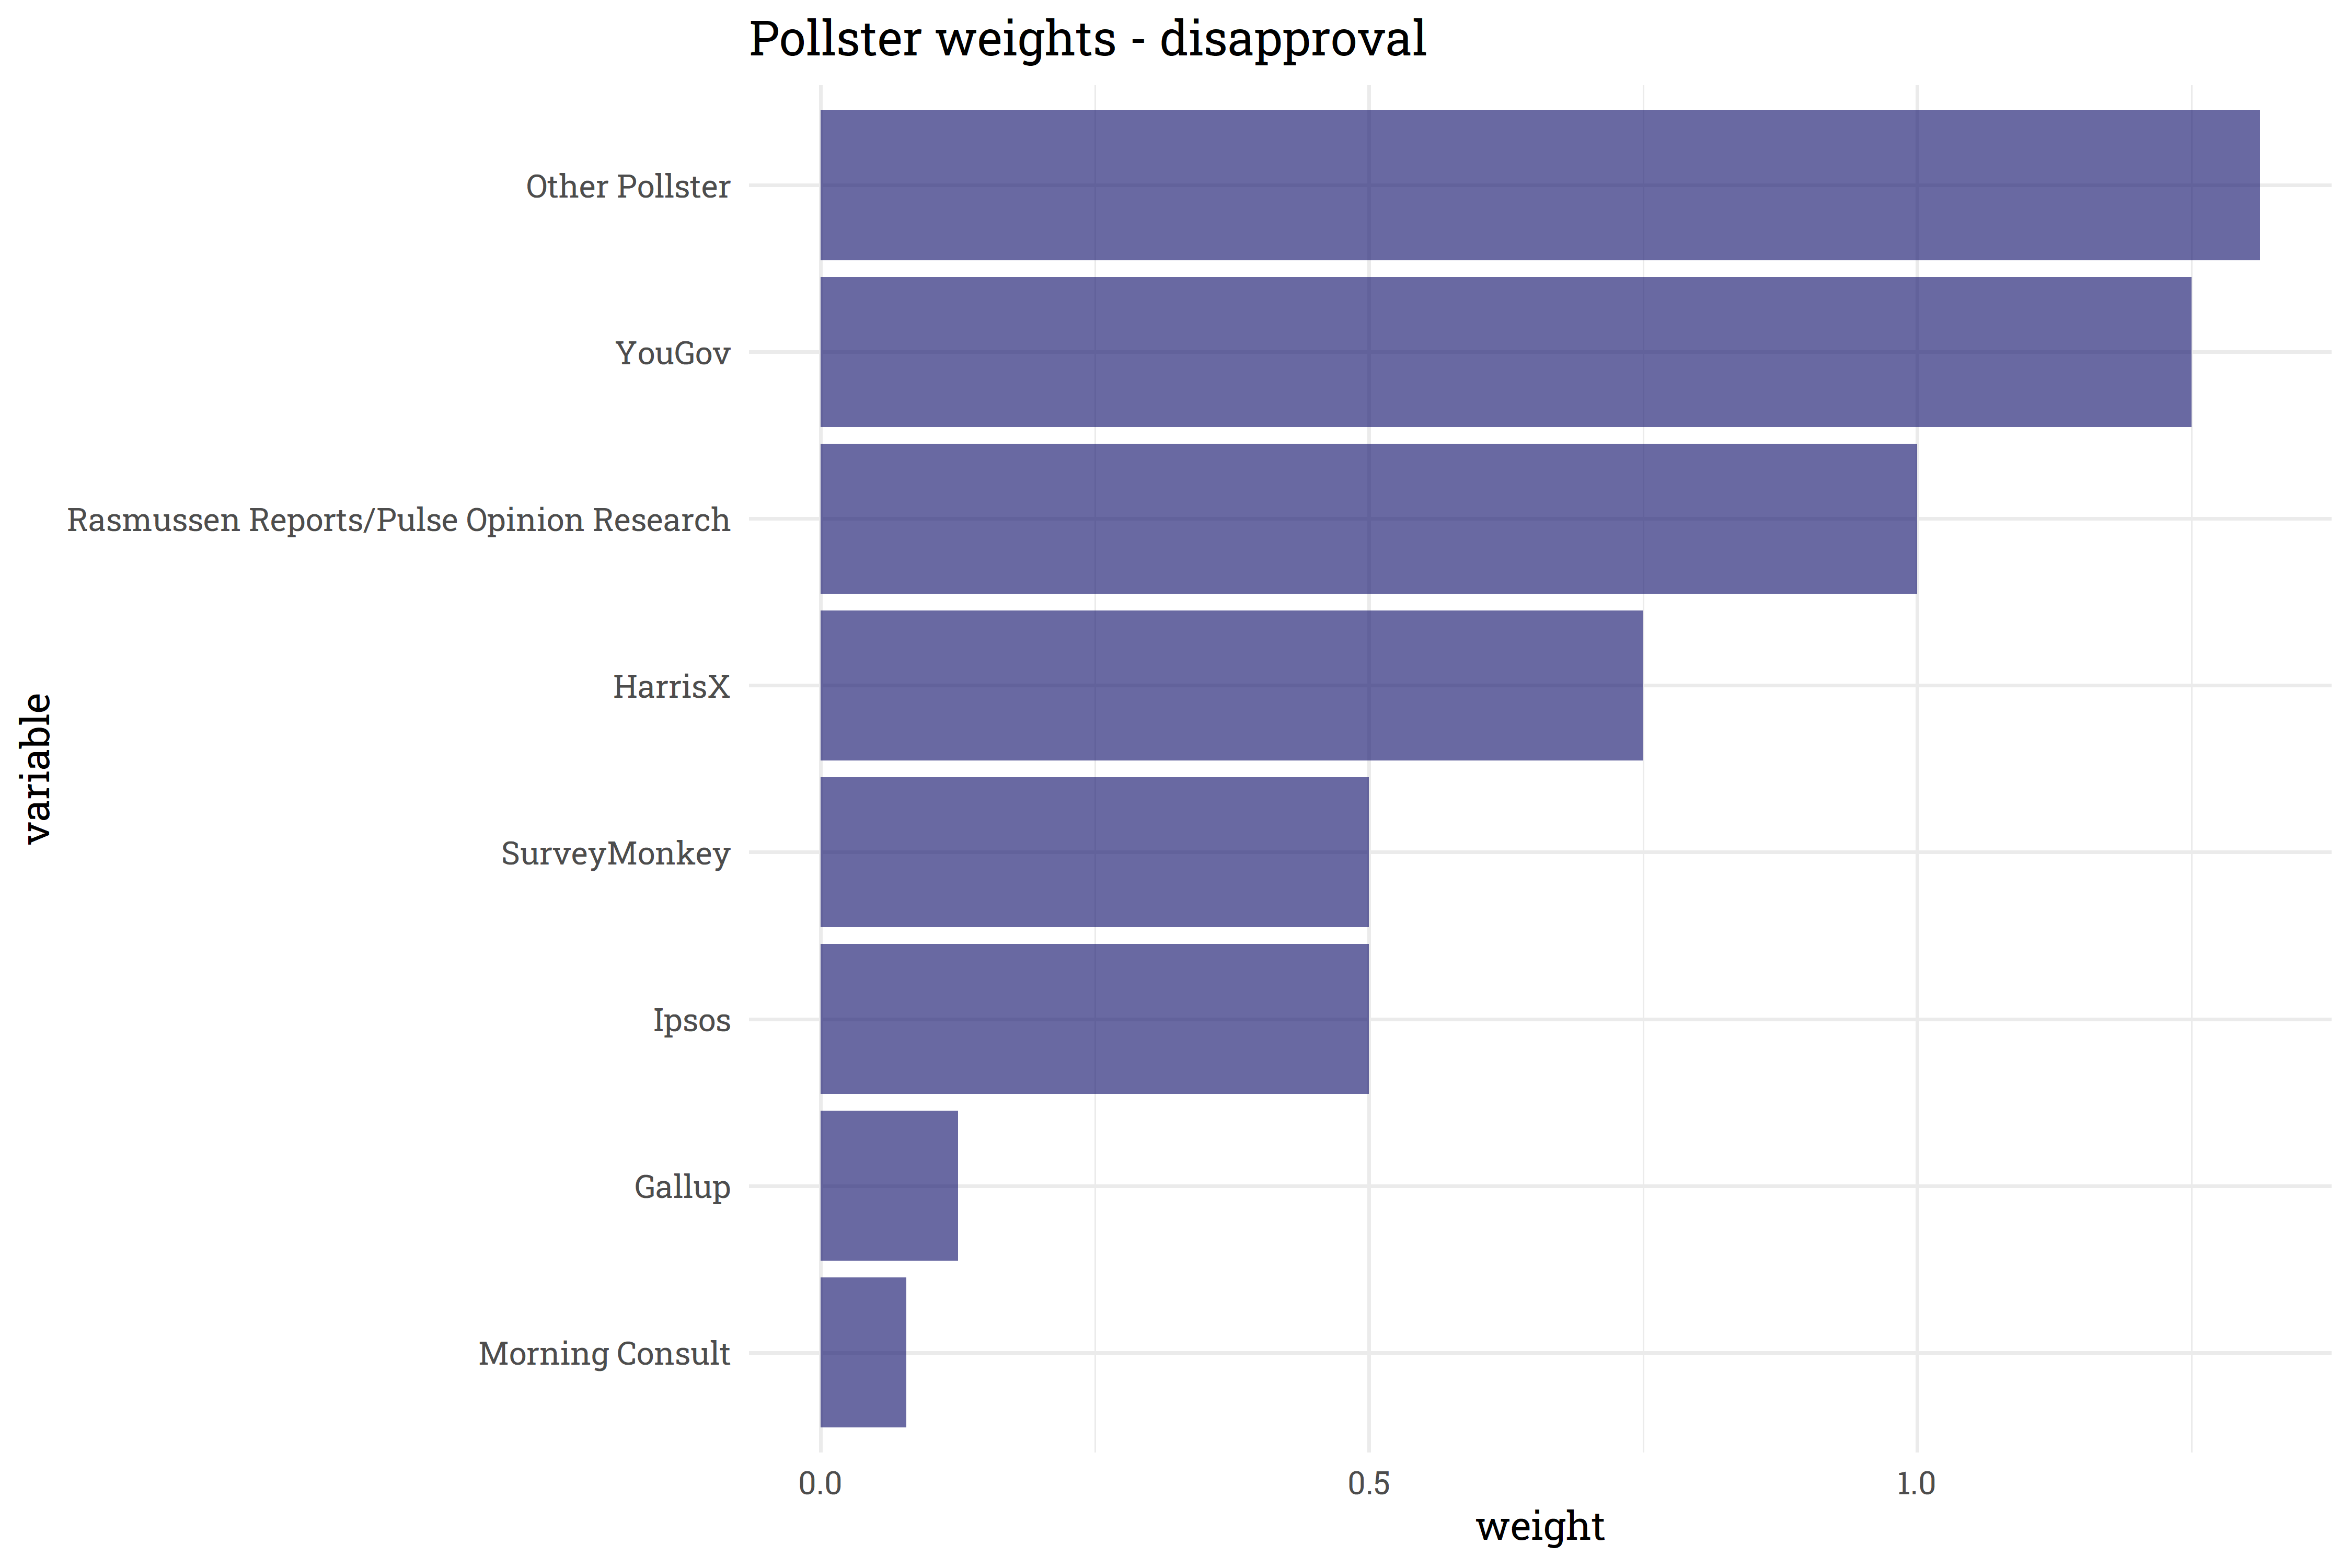 Pollster weights - disapproval
variable
Other Pollster
YouGov
Rasmussen Reports/Pulse Opinion Research
HarrisX
SurveyMonkey
Ipsos
Gallup
Morning Consult
0.0 0.5 1.0
weight